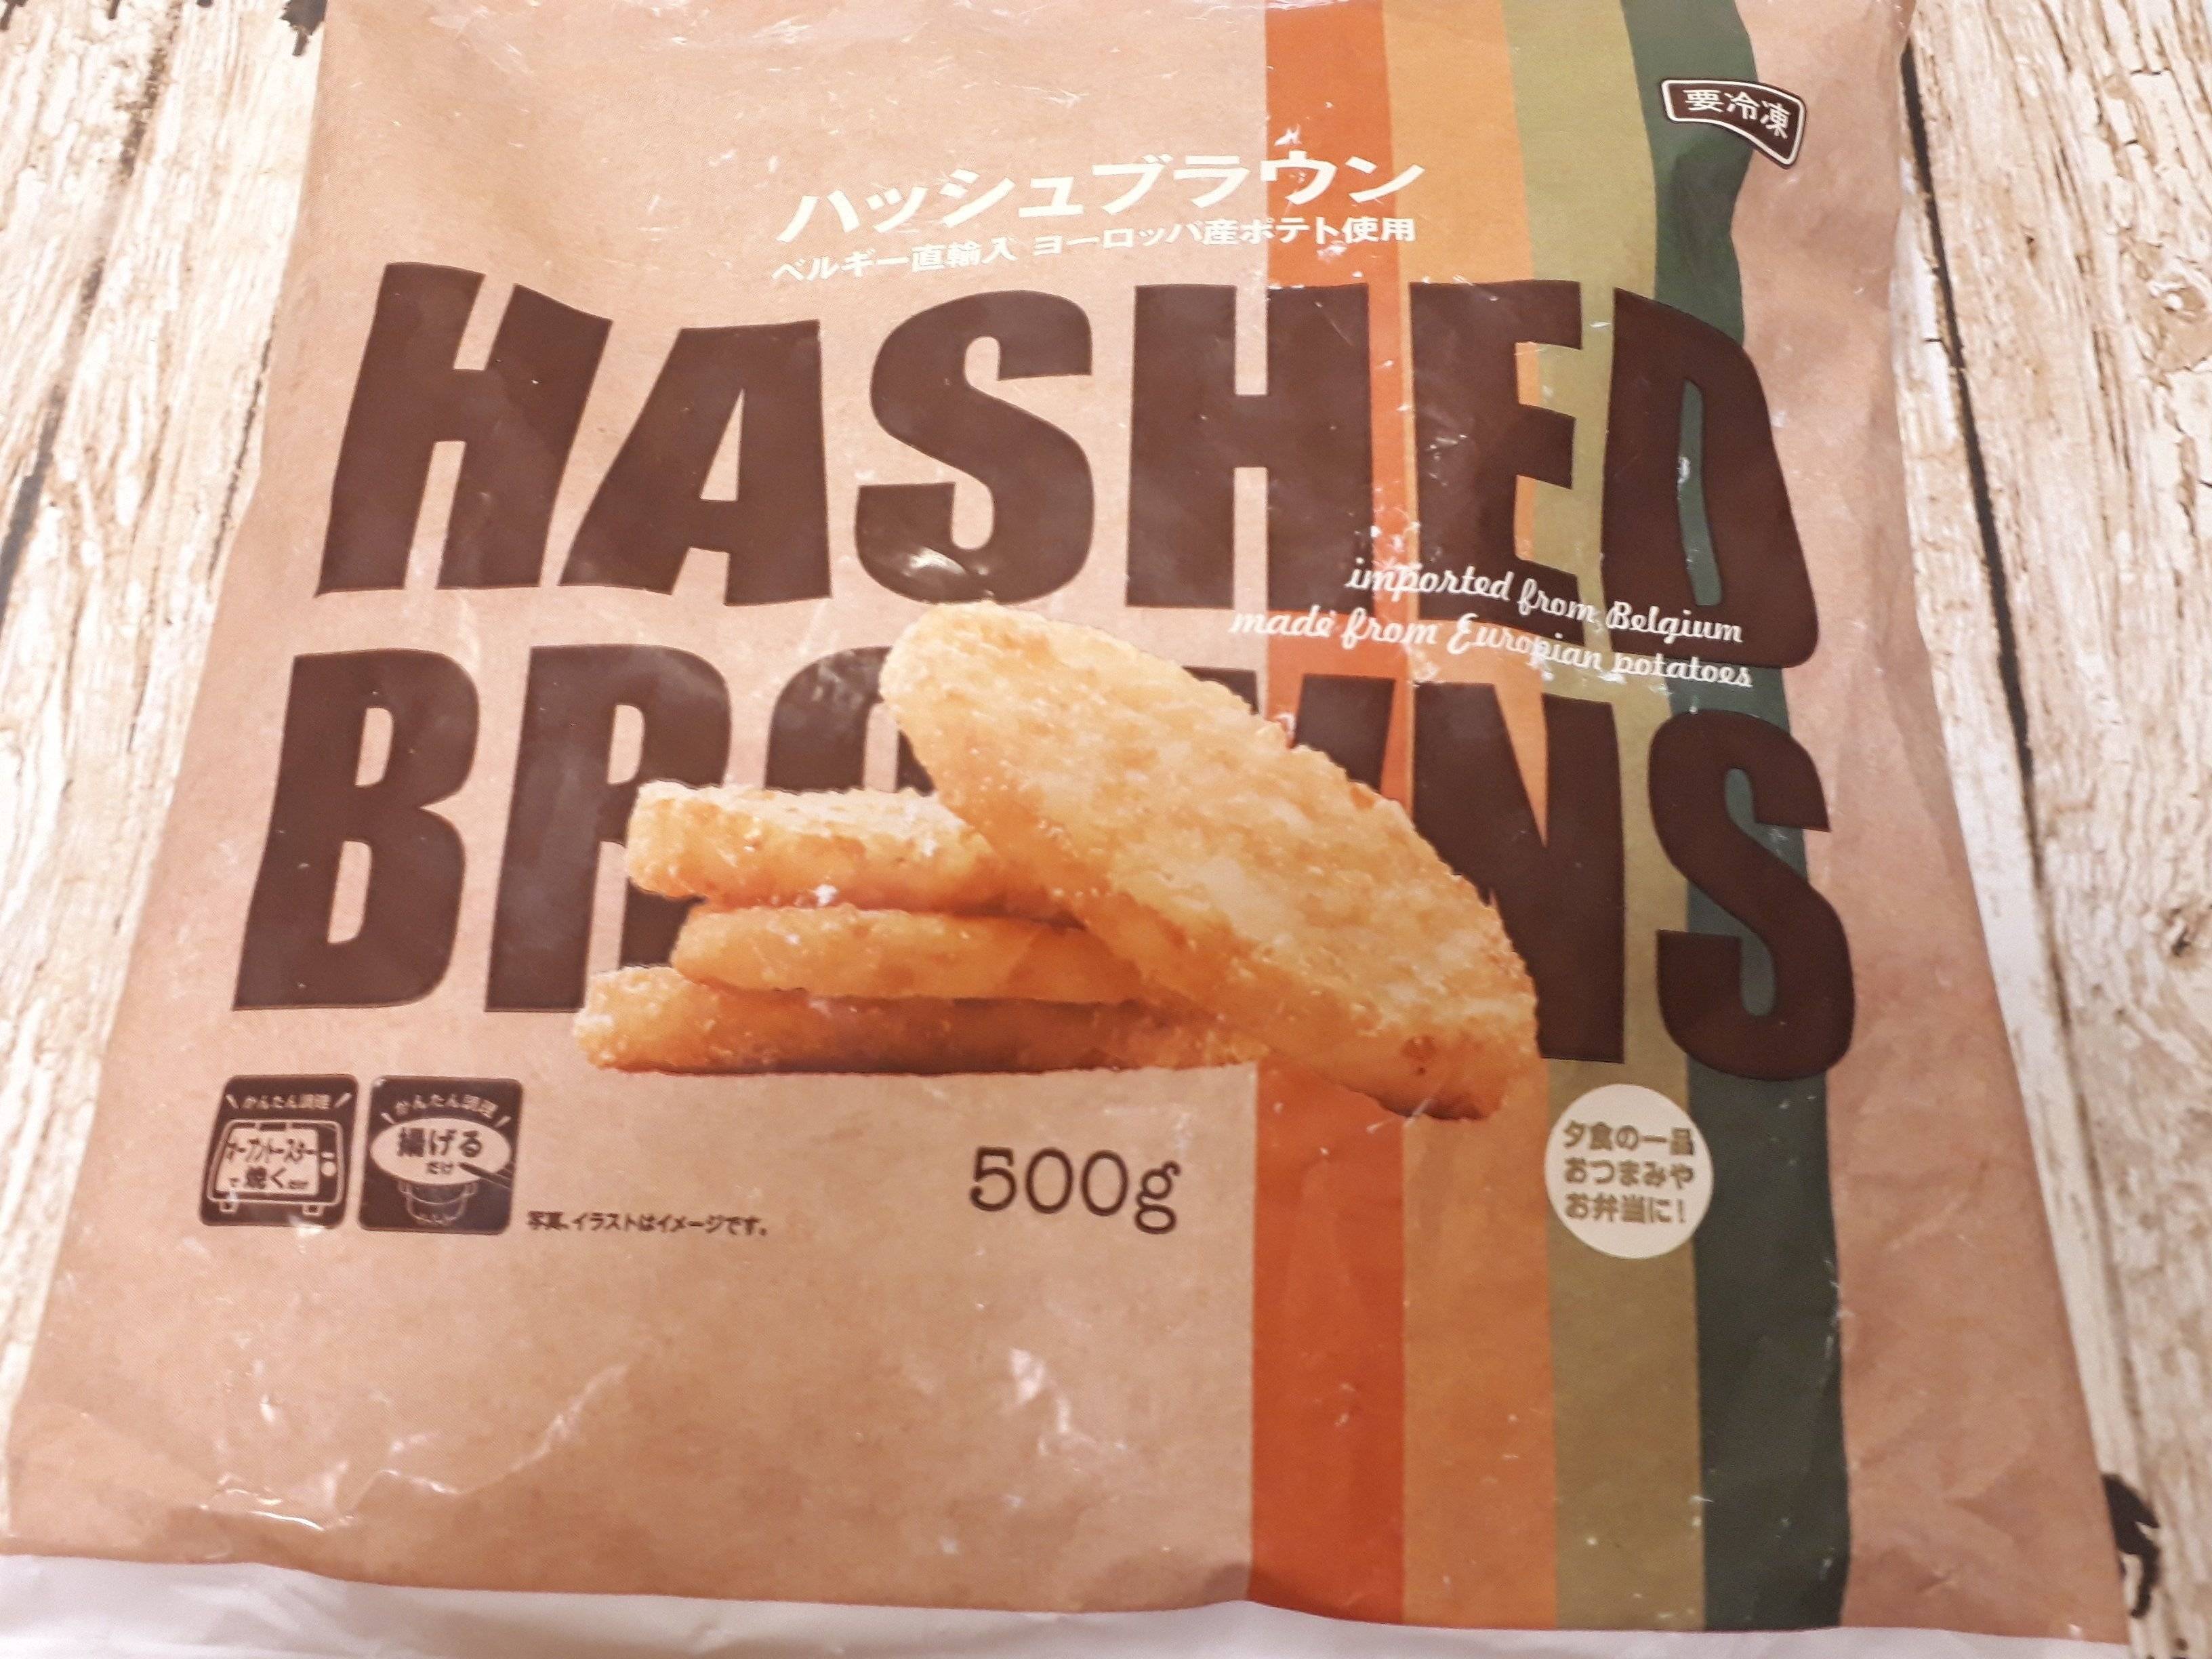 要冷凍
ハッシュブラウン
ベルギー直輸入 ヨーロッパ産ポテト使用
HASHED
imported from Belgium
made from Europian potatoes
BROWNS
かんたん調理
オーブントースター
で焼くだけ
かんたん調理
揚げる
だけ
写真、イラストはイメージです。
500g
夕食の一品
おつまみや
お弁当に!